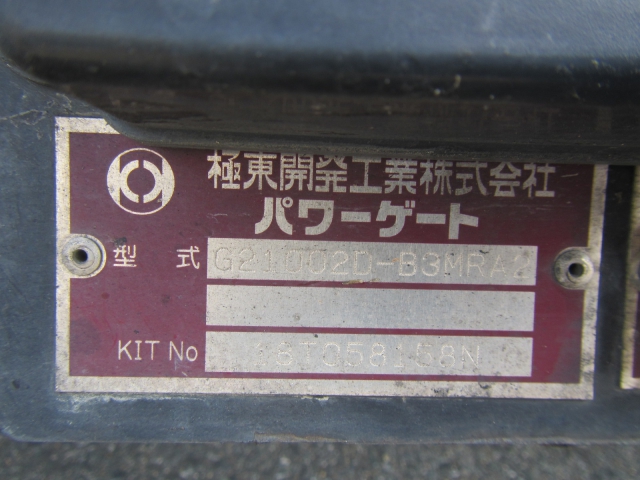 極東開発工業株式会社
パワーゲート
型式 G21D02D-B3MRA2
KIT No